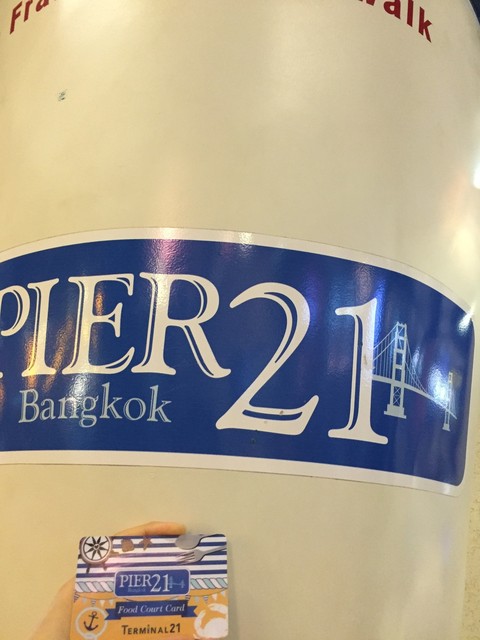 PIER21
Bangkok
PIER21
Food Court Card
TERMINAL21